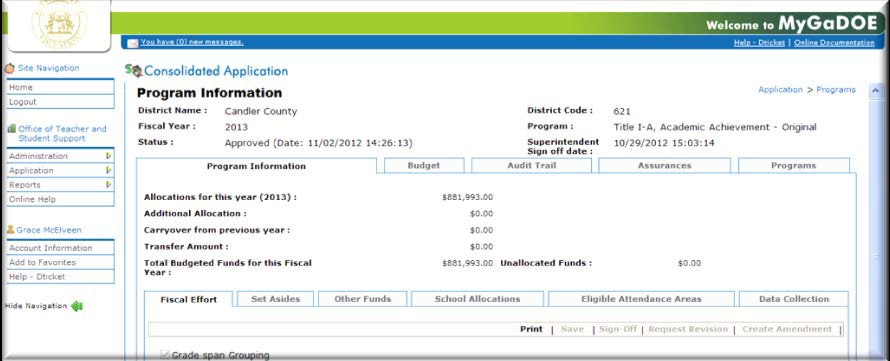 Welcome to MyGaDOE
You have (0) new messages.
Help - Dticket | Online Documentation
Site Navigation
Home
Logout
Office of Teacher and
Student Support
Administration
Application
Reports
Online Help
Grace McElveen
Account Information
Add to Favorites
Help - Dticket
Hide Navigation
Consolidated Application
Program Information
Application > Programs
District Name : Candler County District Code : 621
Fiscal Year : 2013 Program : Title I-A, Academic Achievement - Original
Status : Approved (Date: 11/02/2012 14:26:13) Superintendent Sign off date : 10/29/2012 15:03:14
Program Information Budget Audit Trail Assurances Programs
Allocations for this year (2013) : $881,993.00
Additional Allocation : $0.00
Carryover from previous year : $0.00
Transfer Amount : $0.00
Total Budgeted Funds for this Fiscal Year : $881,993.00 Unallocated Funds : $0.00
Fiscal Effort Set Asides Other Funds School Allocations Eligible Attendance Areas Data Collection
Print | Save | Sign-Off | Request Revision | Create Amendment |
Grade span Grouping